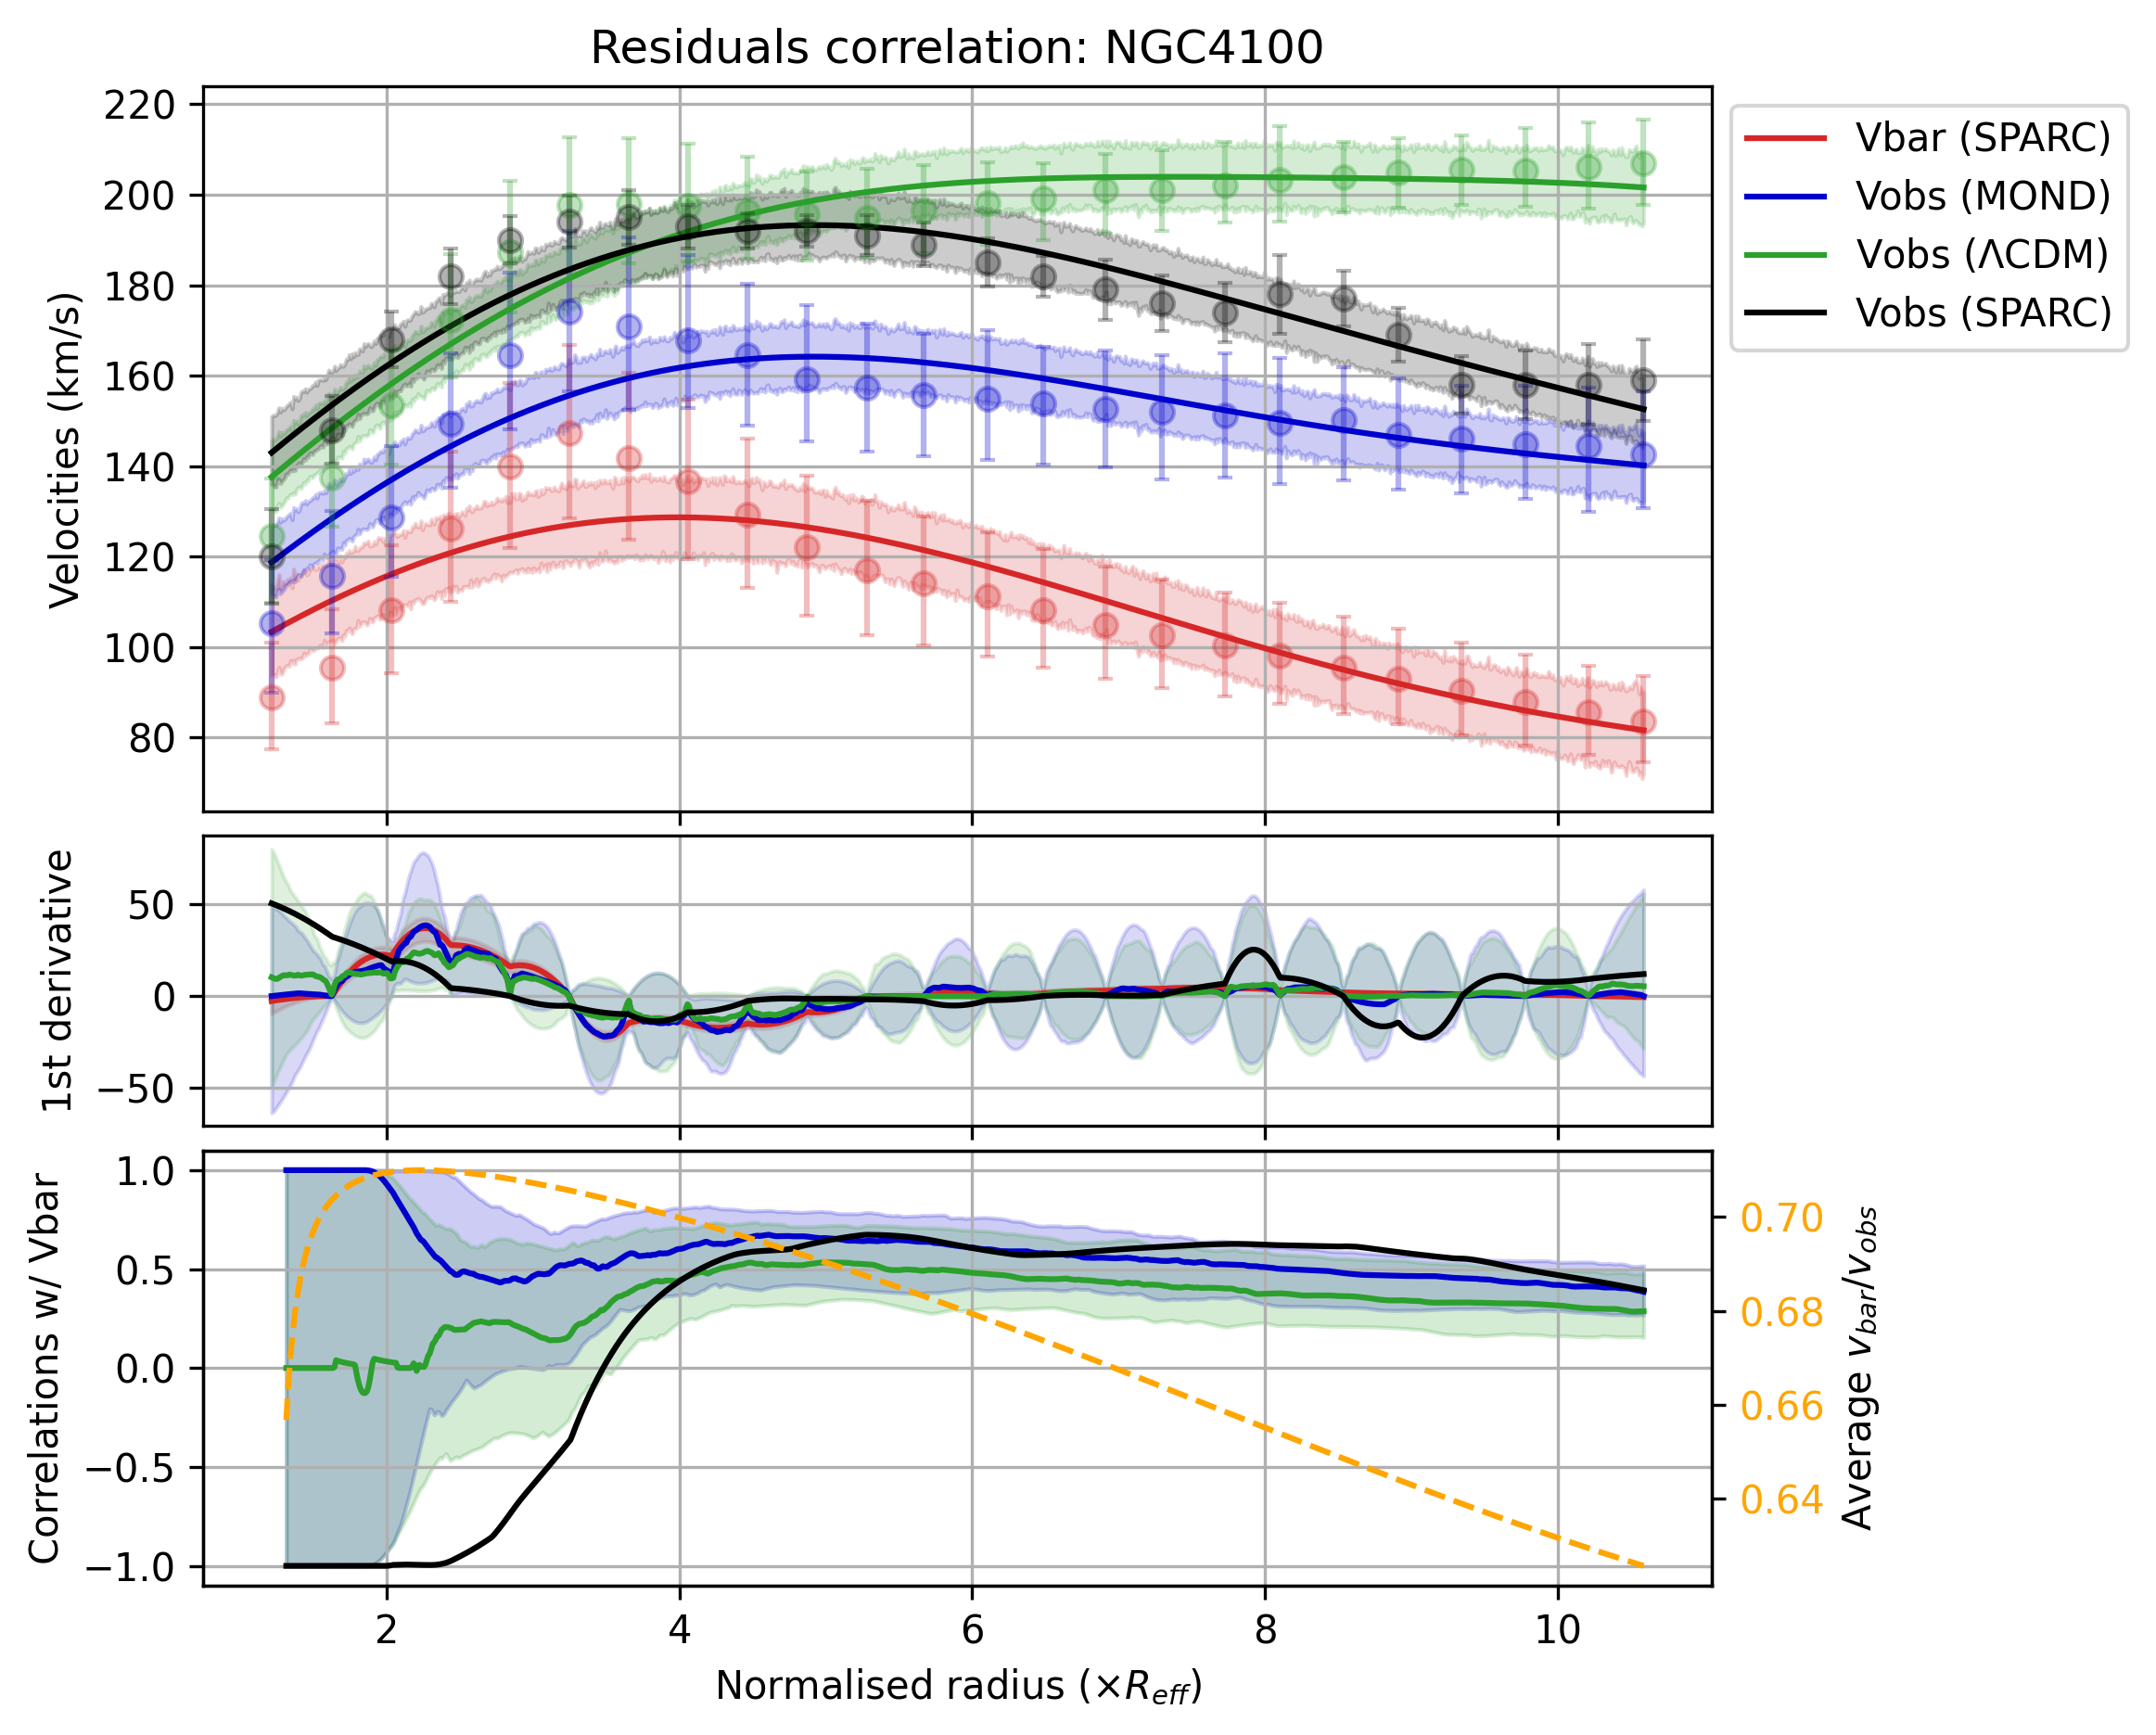 Residuals correlation: NGC4100
220
200
180
160
140
120
100
80
Velocities (km/s)
Vbar (SPARC)
Vobs (MOND)
Vobs (ΛCDM)
Vobs (SPARC)
50
0
−50
1st derivative
1.0
0.5
0.0
−0.5
−1.0
Correlations w/ Vbar
0.70
0.68
0.66
0.64
Average v_bar/v_obs
2 4 6 8 10
Normalised radius (×R_eff)